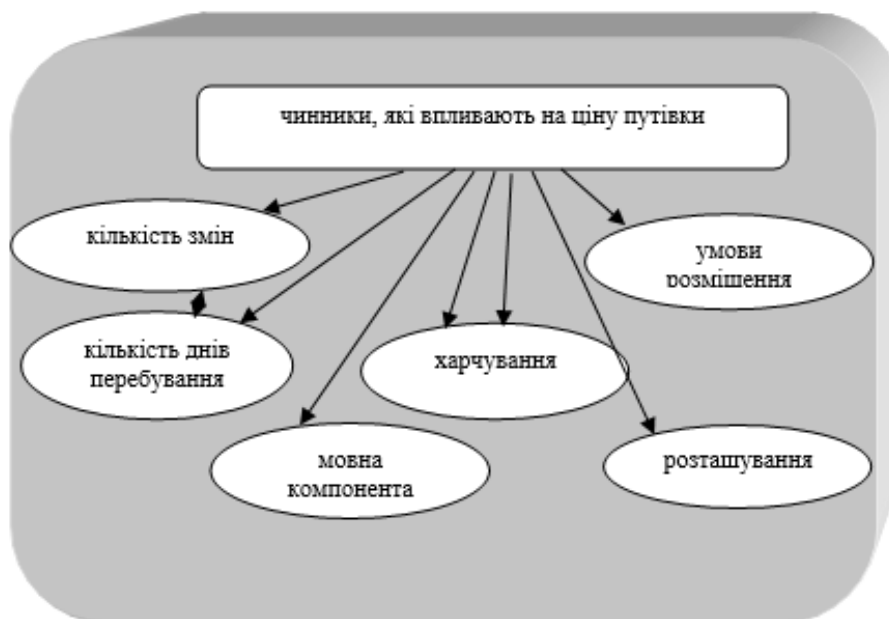 чинники, які впливають на ціну путівки
кількість змін
умови
розміщення
кількість днів
перебування
харчування
мовна
компонента
розташування